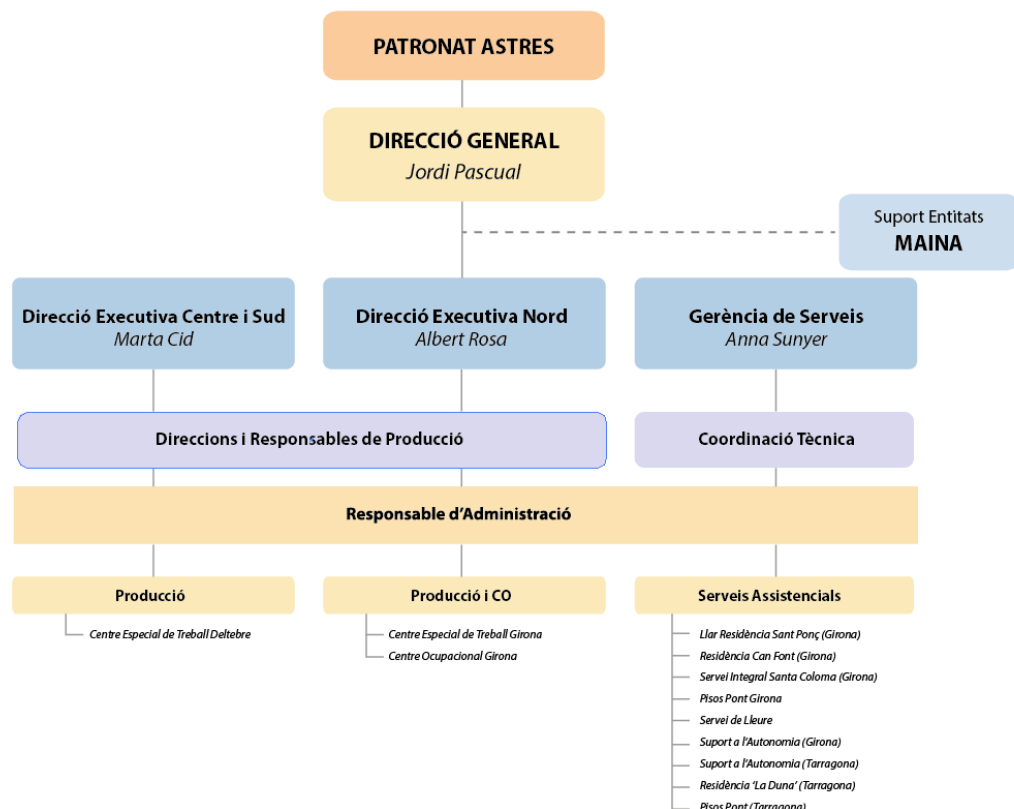 PATRONAT ASTRES
DIRECCIÓ GENERAL
Jordi Pascual
Suport Entitats
MAINA
Direcció Executiva Centre i Sud
Marta Cid
Direcció Executiva Nord
Albert Rosa
Gerència de Serveis
Anna Sunyer
Direccions i Responsables de Producció
Coordinació Tècnica
Responsable d'Administració
Producció
Centre Especial de Treball Deltebre
Producció i CO
Centre Especial de Treball Girona
Centre Ocupacional Girona
Serveis Assistencials
Llar Residència Sant Ponç (Girona)
Residència Can Font (Girona)
Servei Integral Santa Coloma (Girona)
Pisos Pont Girona
Servei de Lleure
Suport a l'Autonomia (Girona)
Suport a l'Autonomia (Tarragona)
Residència 'La Duna' (Tarragona)
Pisos Pont (Tarragona)